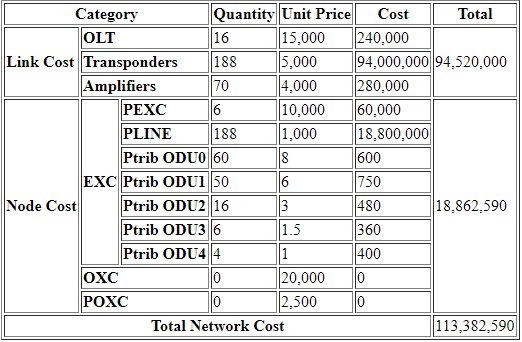 Category Quantity Unit Price Cost Total
Link Cost OLT 16 15,000 240,000 94,520,000
Transponders 188 5,000 94,000,000
Amplifiers 70 4,000 280,000
Node Cost EXC PEXC 6 10,000 60,000 18,862,590
PLINE 188 1,000 18,800,000
Ptrib ODU0 60 8 600
Ptrib ODU1 50 6 750
Ptrib ODU2 16 3 480
Ptrib ODU3 6 1.5 360
Ptrib ODU4 4 1 400
OXC 0 20,000 0
POXC 0 2,500 0
Total Network Cost 113,382,590